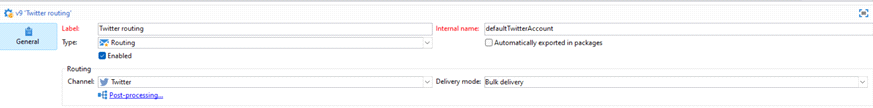 v9 'Twitter routing'
General
Label: Twitter routing Internal name: defaultTwitterAccount
Type: Routing Automatically exported in packages
Enabled
Routing
Channel: Twitter Delivery mode: Bulk delivery
Post-processing...